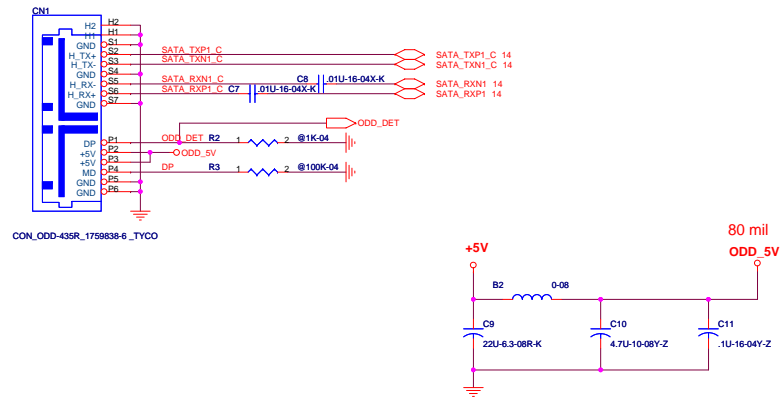 CN1
H2
H1
GND S1
H_TX+ S2 SATA_TXP1_C SATA_TXP1_C 14
H_TX- S3 SATA_TXN1_C SATA_TXN1_C 14
GND S4
H_RX- S5 SATA_RXN1_C C8 .01U-16-04X-K SATA_RXN1 14
H_RX+ S6 SATA_RXP1_C C7 .01U-16-04X-K SATA_RXP1 14
GND S7
ODD_DET
DP P1 ODD_DET R2 1 2 @1K-04
+5V P2 ODD_5V
+5V P3
MD P4 DP R3 1 2 @100K-04
GND P5
GND P6
CON_ODD-435R_1759838-6 _TYCO
80 mil
+5V ODD_5V
B2 0-08
C9 C10 C11
22U-6.3-08R-K 4.7U-10-08Y-Z .1U-16-04Y-Z